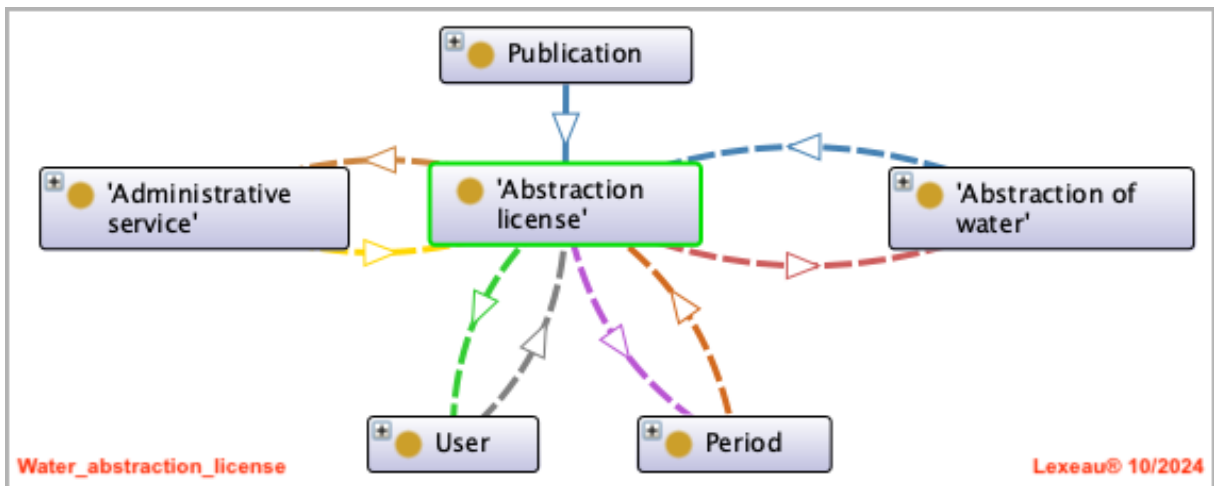 Publication
'Administrative
service'
'Abstraction
license'
'Abstraction of
water'
User
Period
Water_abstraction_license
Lexeau® 10/2024